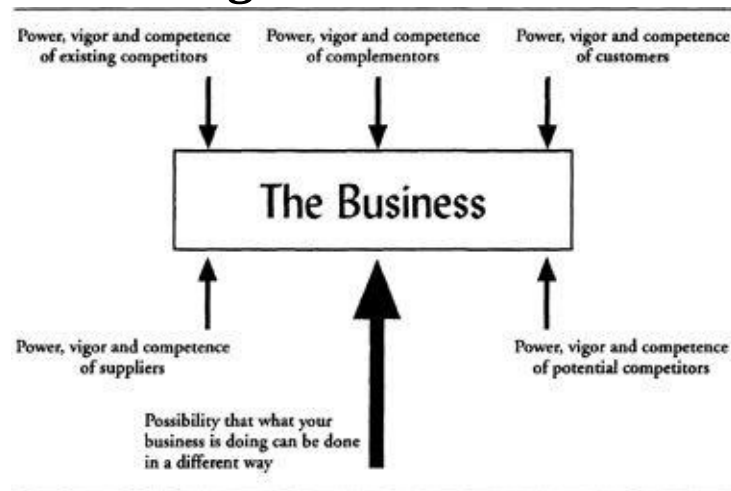 Power, vigor and competence
of existing competitors
Power, vigor and competence
of complementors
Power, vigor and competence
of customers
The Business
Power, vigor and competence
of suppliers
Power, vigor and competence
of potential competitors
Possibility that what your
business is doing can be done
in a different way